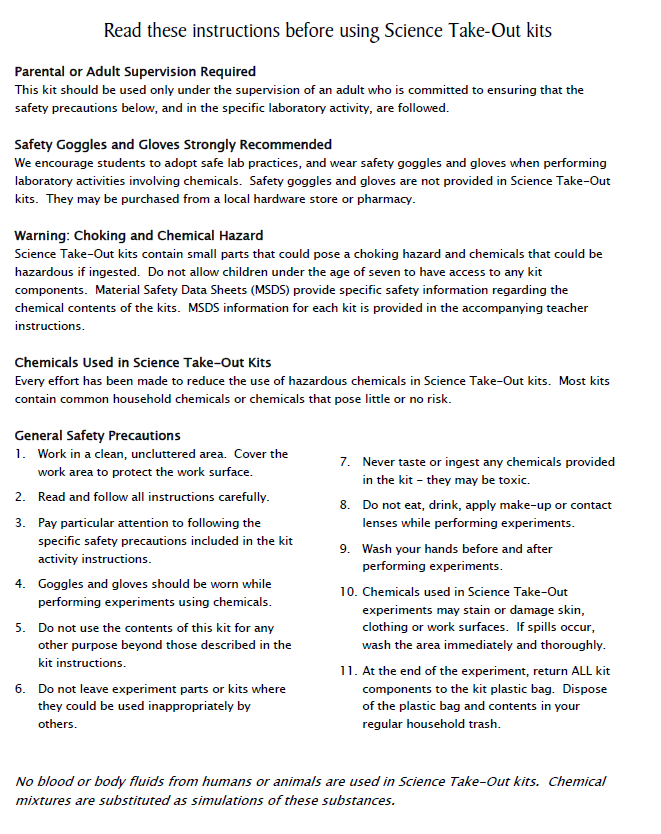 Read these instructions before using Science Take-Out kits
Parental or Adult Supervision Required
This kit should be used only under the supervision of an adult who is committed to ensuring that the
safety precautions below, and in the specific laboratory activity, are followed.
Safety Goggles and Gloves Strongly Recommended
We encourage students to adopt safe lab practices, and wear safety goggles and gloves when performing
laboratory activities involving chemicals.  Safety goggles and gloves are not provided in Science Take-Out
kits.  They may be purchased from a local hardware store or pharmacy.
Warning: Choking and Chemical Hazard
Science Take-Out kits contain small parts that could pose a choking hazard and chemicals that could be
hazardous if ingested.  Do not allow children under the age of seven to have access to any kit
components.  Material Safety Data Sheets (MSDS) provide specific safety information regarding the
chemical contents of the kits.  MSDS information for each kit is provided in the accompanying teacher
instructions.
Chemicals Used in Science Take-Out Kits
Every effort has been made to reduce the use of hazardous chemicals in Science Take-Out kits.  Most kits
contain common household chemicals or chemicals that pose little or no risk.
General Safety Precautions
1. Work in a clean, uncluttered area.  Cover the
work area to protect the work surface.
2. Read and follow all instructions carefully.
3. Pay particular attention to following the
specific safety precautions included in the kit
activity instructions.
4. Goggles and gloves should be worn while
performing experiments using chemicals.
5. Do not use the contents of this kit for any
other purpose beyond those described in the
kit instructions.
6. Do not leave experiment parts or kits where
they could be used inappropriately by
others.
7. Never taste or ingest any chemicals provided
in the kit – they may be toxic.
8. Do not eat, drink, apply make-up or contact
lenses while performing experiments.
9. Wash your hands before and after
performing experiments.
10. Chemicals used in Science Take-Out
experiments may stain or damage skin,
clothing or work surfaces.  If spills occur,
wash the area immediately and thoroughly.
11. At the end of the experiment, return ALL kit
components to the kit plastic bag.  Dispose
of the plastic bag and contents in your
regular household trash.
No blood or body fluids from humans or animals are used in Science Take-Out kits.  Chemical
mixtures are substituted as simulations of these substances.